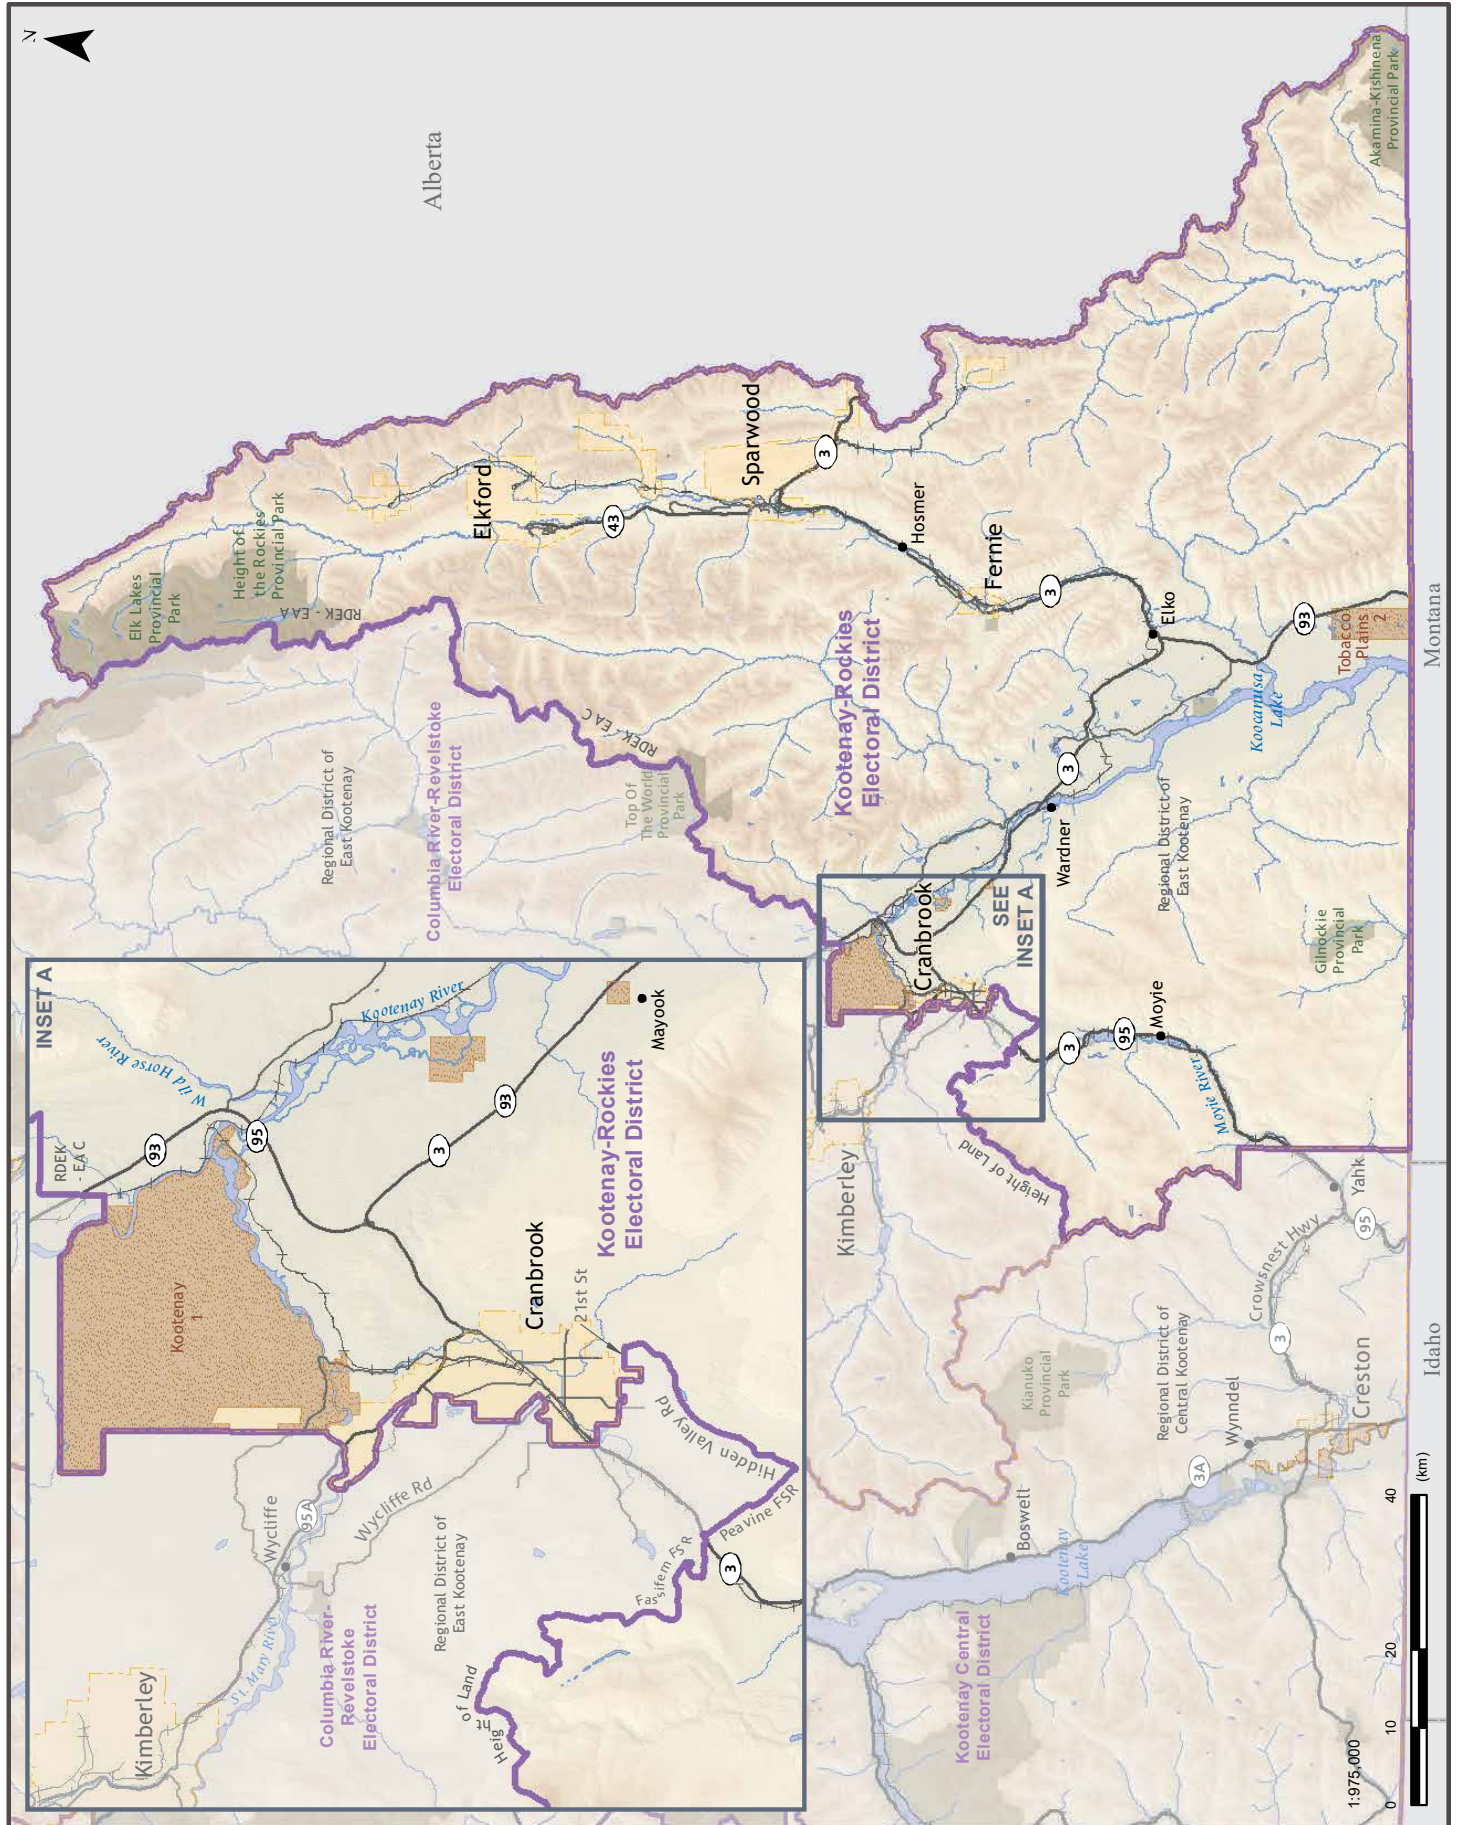 N
Alberta
Akamina-Kishinena
Provincial Park
Elk Lakes
Provincial
Park
Height of
the Rockies
Provincial Park
RDEK - EA A
Elkford
43
Sparwood
3
Hosmer
Fernie
3
Elko
93
Tobacco
Plains
2
Koocanusa
Lake
Montana
Kootenay-Rockies
Electoral District
RDEK - EA C
Top Of
The World
Provincial
Park
Columbia River-Revelstoke
Electoral District
Regional District of
East Kootenay
3
Wardner
Regional District of
East Kootenay
Gilnockie
Provincial
Park
Cranbrook
SEE
INSET A
3
95
Moyie
Moyie River
Height of Land
Kimberley
Yahk
95
Crowsnest Hwy
3
Regional District of
Central Kootenay
Kianuko
Provincial
Park
Wynndel
Creston
Idaho
3A
Boswell
Kootenay
Lake
Kootenay Central
Electoral District
1:975,000
0
10
20
40
(km)
INSET A
Wild Horse River
Kootenay River
RDEK
- EA C
93
95
3
93
Mayook
Kootenay-Rockies
Electoral District
Kootenay
1
Cranbrook
21st St
Hidden Valley Rd
Peavine FSR
Fassifern FSR
3
Wycliffe
95A
Wycliffe Rd
Regional District of
East Kootenay
Kimberley
St. Mary River
Columbia River-
Revelstoke
Electoral District
Height of Land